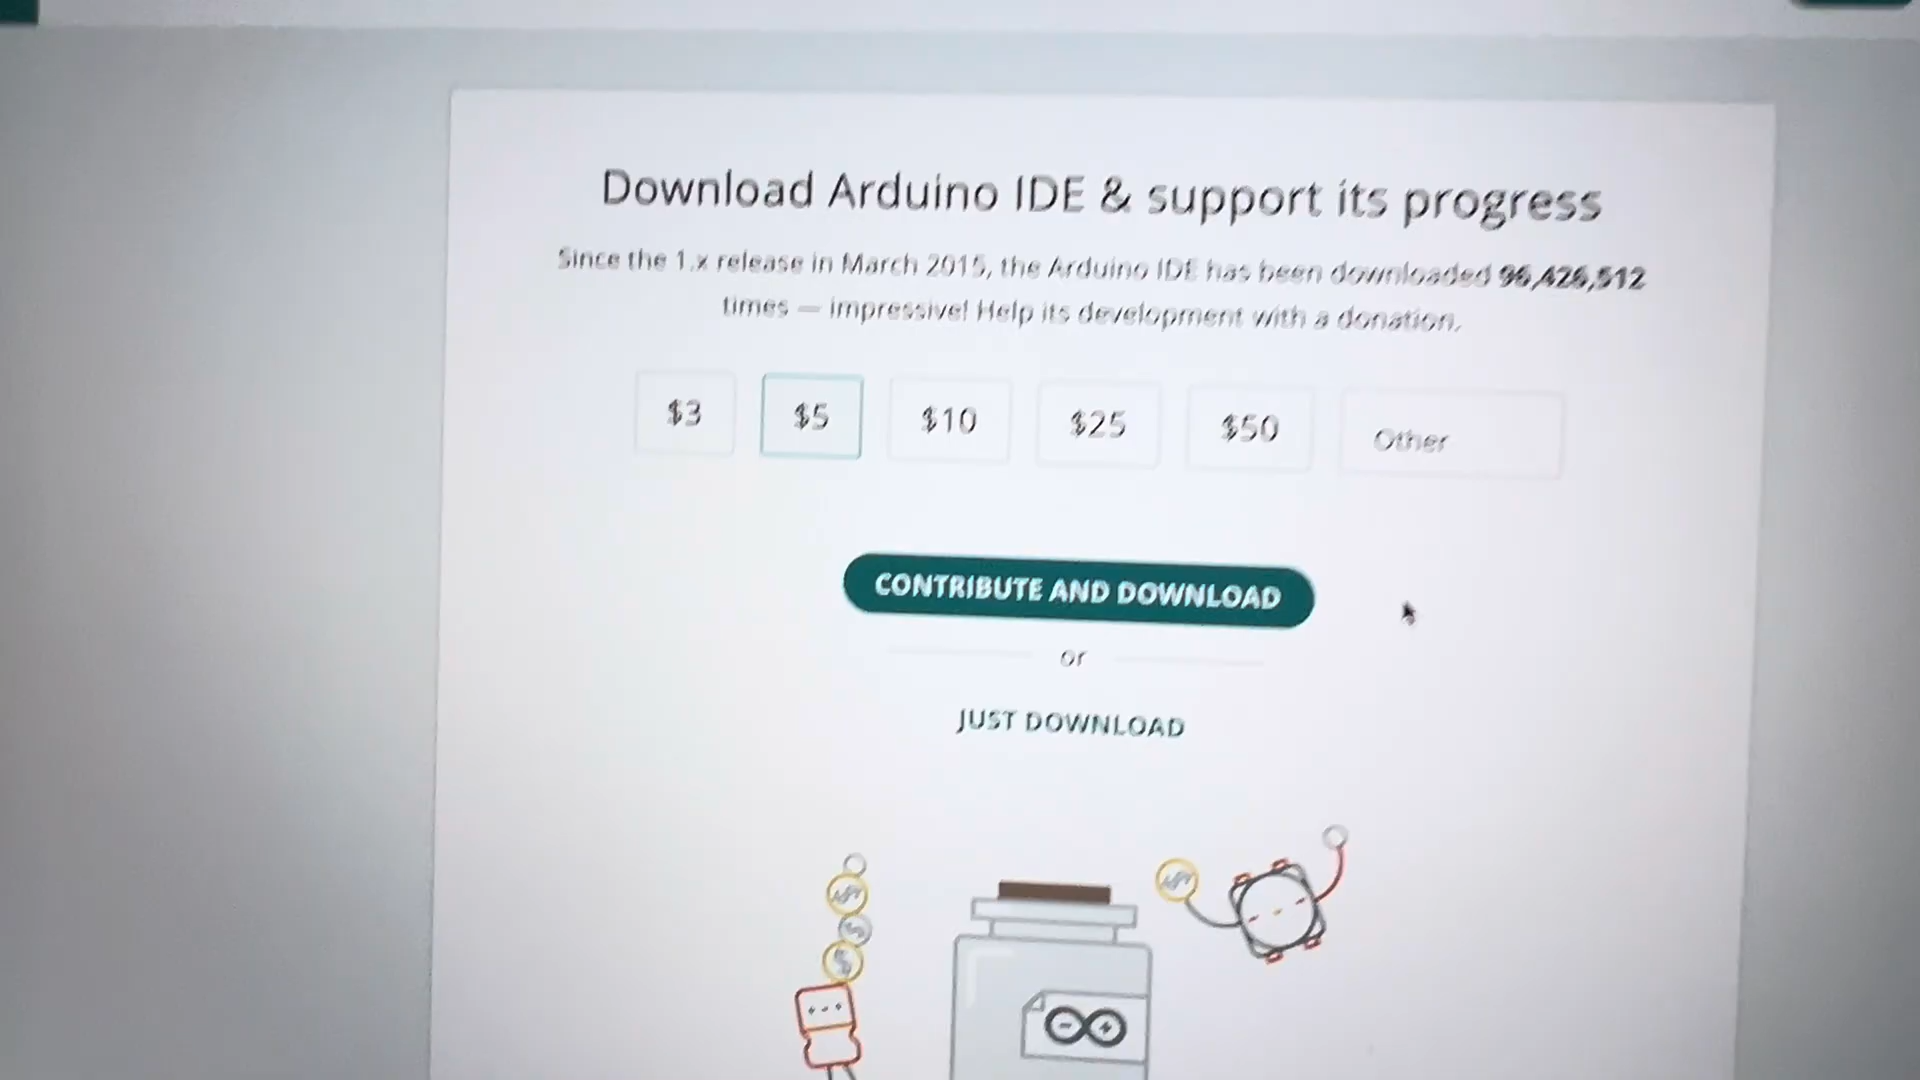 Download Arduino IDE & support its progress
Since the 1.x release in March 2015, the Arduino IDE has been downloaded 96,426,512
times — impressive! Help its development with a donation.
$3 $5 $10 $25 $50 Other
CONTRIBUTE AND DOWNLOAD
or
JUST DOWNLOAD